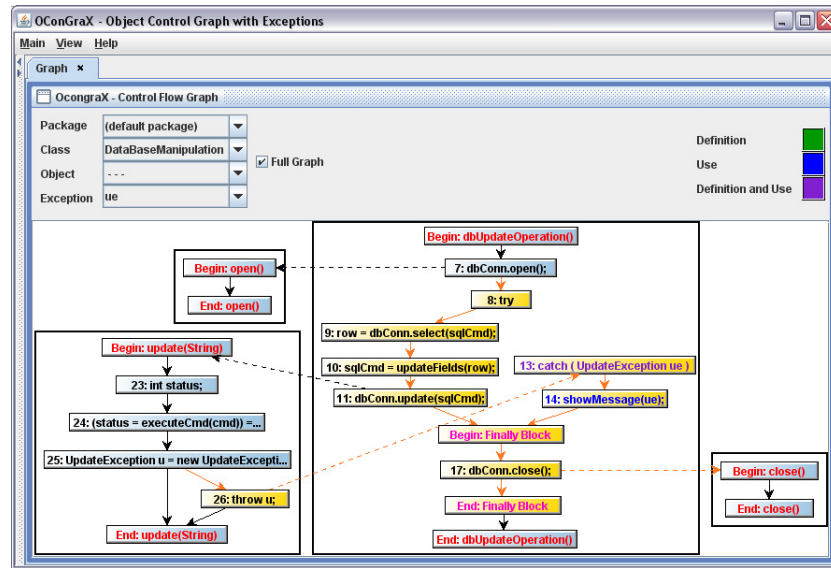 OConGraX - Object Control Graph with Exceptions
Main View Help
Graph ×
OcongraX - Control Flow Graph
Package (default package)
Class DataBaseManipulation
Object - - -
Exception ue
Full Graph
Definition
Use
Definition and Use
Begin: dbUpdateOperation()
7: dbConn.open();
8: try
9: row = dbConn.select(sqlCmd);
10: sqlCmd = updateFields(row);
11: dbConn.update(sqlCmd);
13: catch ( UpdateException ue )
14: showMessage(ue);
Begin: Finally Block
17: dbConn.close();
End: Finally Block
End: dbUpdateOperation()
Begin: open()
End: open()
Begin: update(String)
23: int status;
24: (status = executeCmd(cmd)) =...
25: UpdateException u = new UpdateExcepti...
26: throw u;
End: update(String)
Begin: close()
End: close()